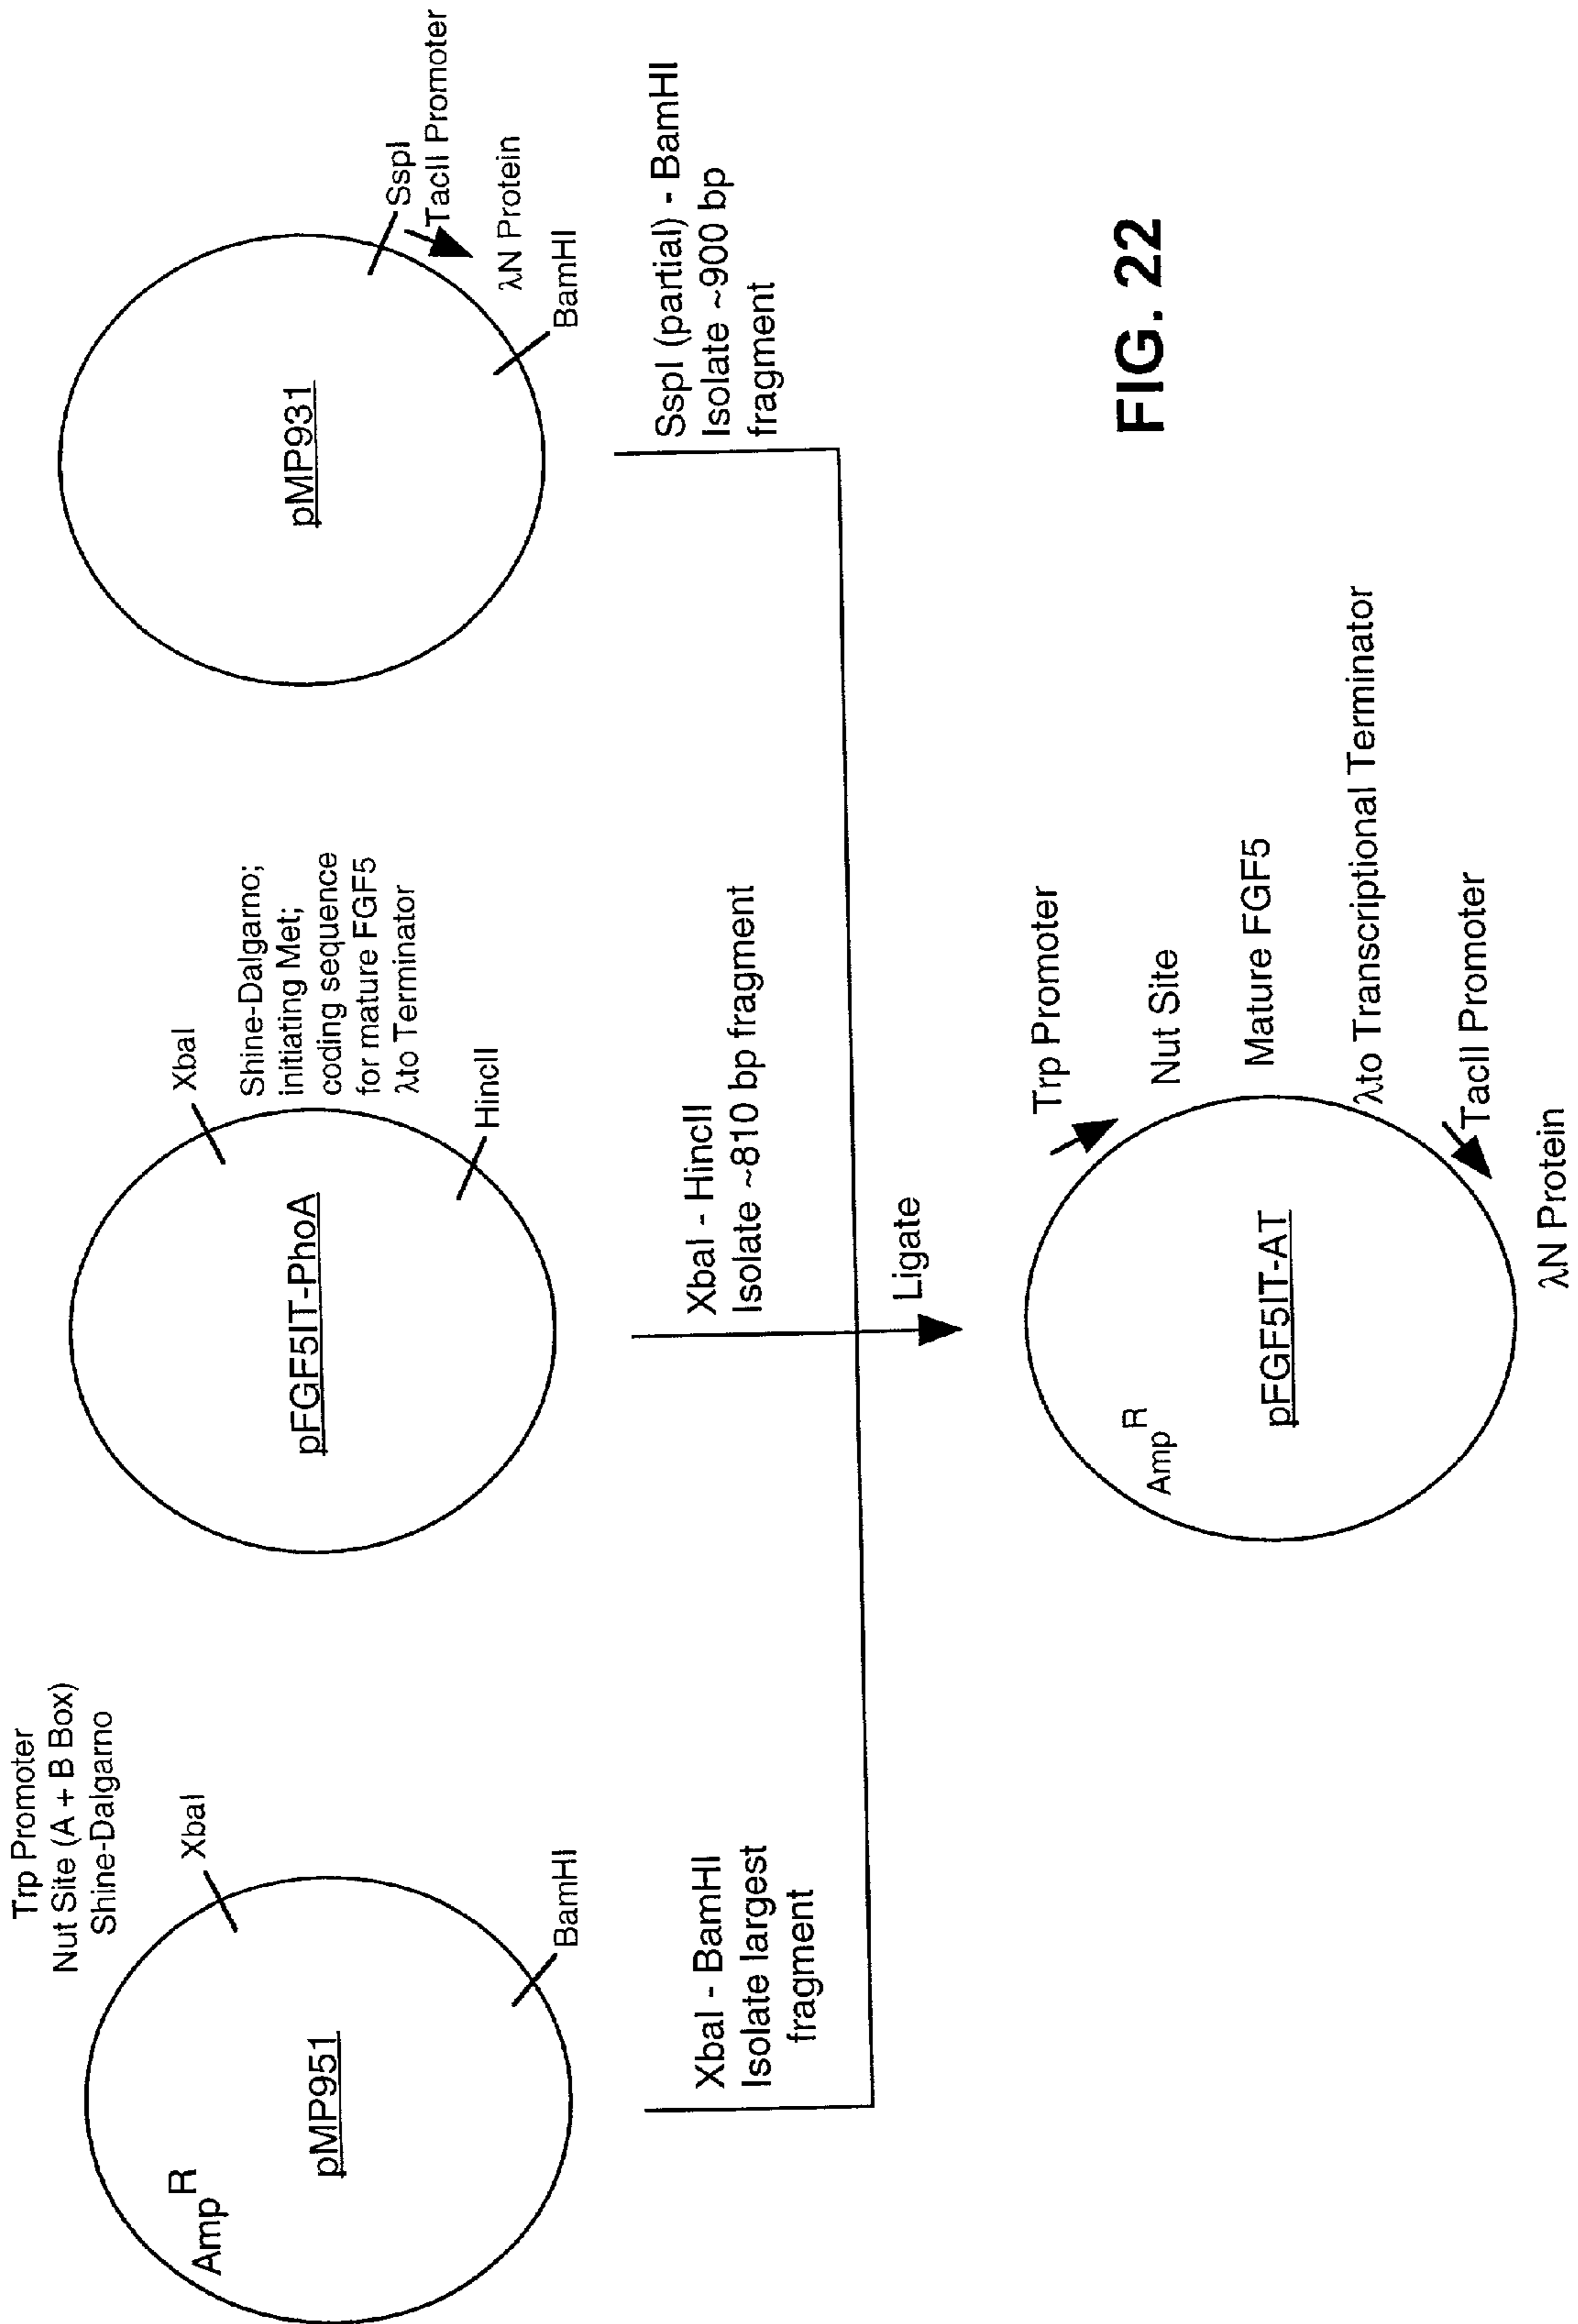 Trp Promoter
Nut Site (A + B Box)
Shine-Dalgarno
XbaI
Amp R
pMP951
BamHI
XbaI - BamHI
Isolate largest
fragment
XbaI
Shine-Dalgarno;
initiating Met;
coding sequence
for mature FGF5
λto Terminator
pFGF5IT-PhoA
HincII
XbaI - HincII
Isolate ~810 bp fragment
pMP931
SspI
TacII Promoter
λN Protein
BamHI
SspI (partial) - BamHI
Isolate ~900 bp
fragment
Ligate
Trp Promoter
Nut Site
Amp R
pFGF5IT-AT
Mature FGF5
λto Transcriptional Terminator
TacII Promoter
λN Protein
FIG. 22